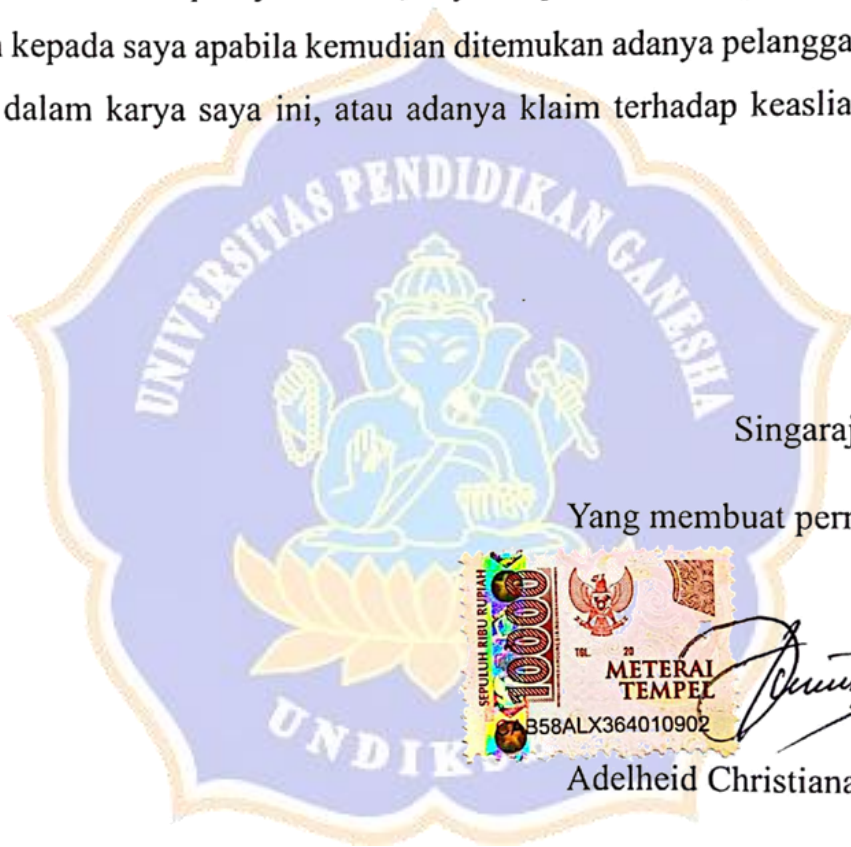 kepada saya apabila kemudian ditemukan adanya pelangga
dalam karya saya ini, atau adanya klaim terhadap keaslia
UNIVERSITAS PENDIDIKAN GANESHA
Singaraj
Yang membuat pern
SEPULUH RIBU RUPIAH
10000
TGL. 20
METERAI
TEMPEL
AB58ALX364010902
UNDIKSHA
Adelheid Christiana